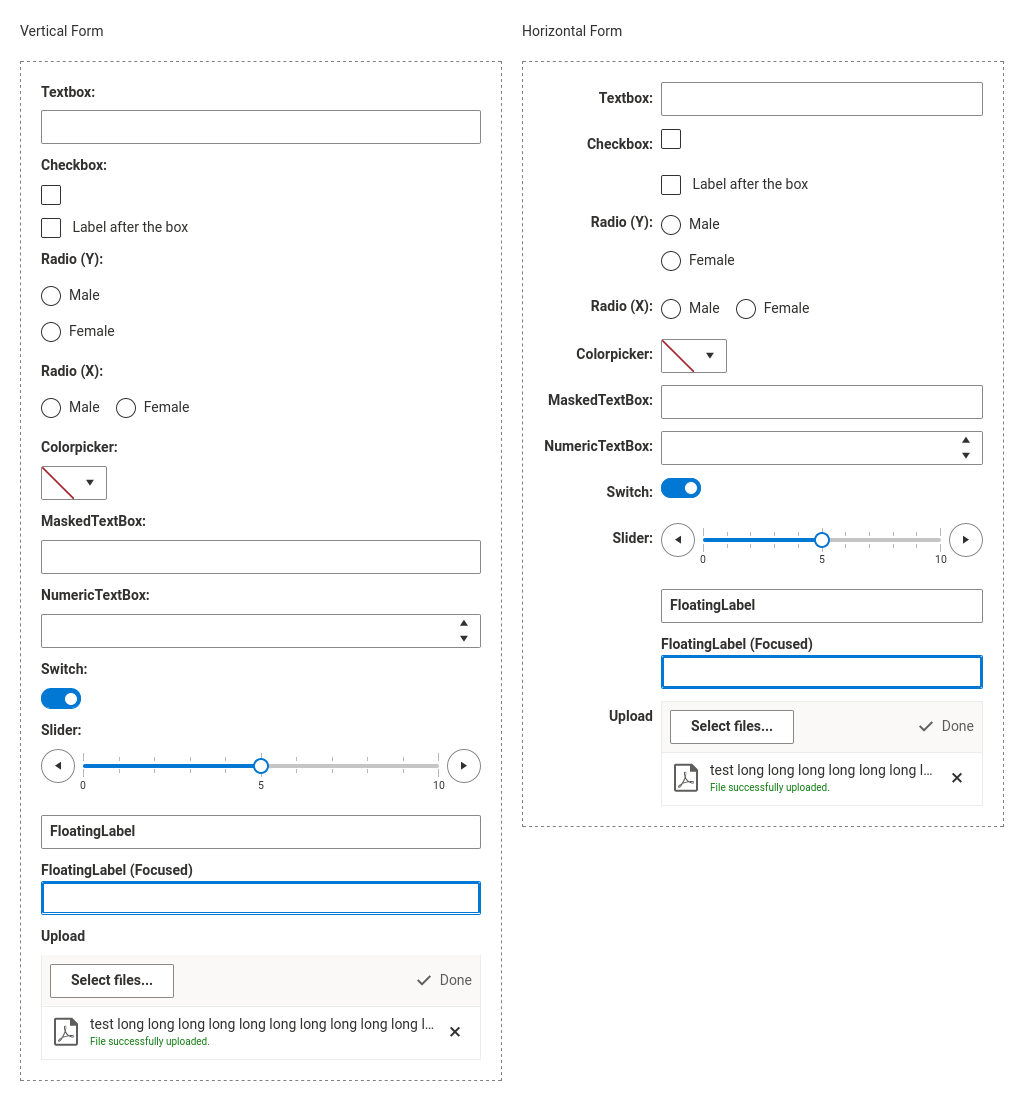 Vertical Form
Textbox:
Checkbox:
Label after the box
Radio (Y):
Male
Female
Radio (X):
Male Female
Colorpicker:
MaskedTextBox:
NumericTextBox:
Switch:
Slider:
0 5 10
FloatingLabel
FloatingLabel (Focused)
Upload
Select files... Done
test long long long long long long long long long long l...
File successfully uploaded.
Horizontal Form
Textbox:
Checkbox:
Label after the box
Radio (Y): Male
Female
Radio (X): Male Female
Colorpicker:
MaskedTextBox:
NumericTextBox:
Switch:
Slider:
0 5 10
FloatingLabel
FloatingLabel (Focused)
Upload Select files... Done
test long long long long long long l...
File successfully uploaded.